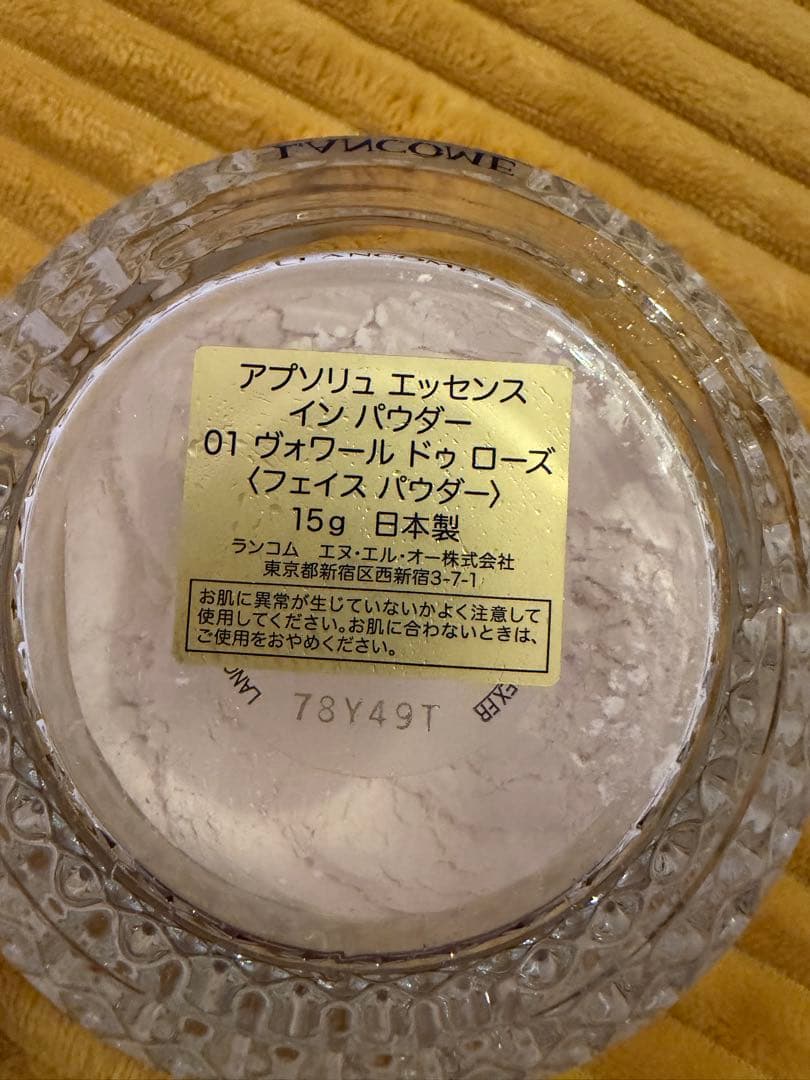 LANCOME
LANCOME
アプソリュ エッセンス
イン パウダー
01 ヴォワール ドゥ ローズ
〈フェイス パウダー〉
15g 日本製
ランコム エヌ・エル・オー株式会社
東京都新宿区西新宿3-7-1
お肌に異常が生じていないかよく注意して
使用してください。お肌に合わないときは、
ご使用をおやめください。
LANC
EX.FB
78Y49T